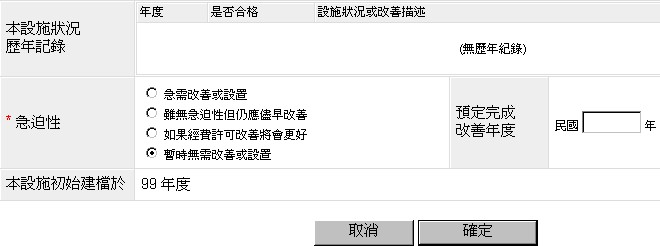 年度 是否合格 設施狀況或改善描述
本設施狀況
歷年記錄
(無歷年紀錄)
* 急迫性
急需改善或設置
雖無急迫性但仍應儘早改善
如果經費許可改善將會更好
暫時無需改善或設置
預定完成
改善年度
民國 年
本設施初始建檔於 99 年度
取消 確定